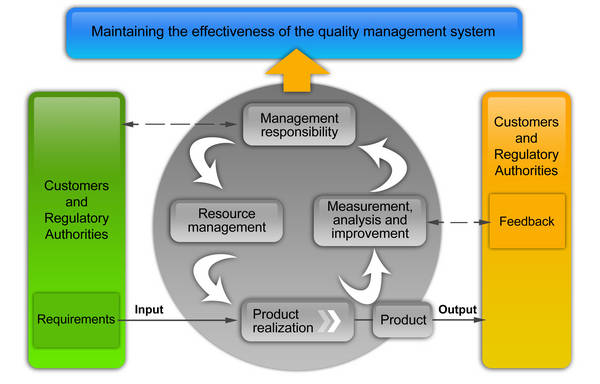 Maintaining the effectiveness of the quality management system
Customers
and
Regulatory
Authorities
Requirements
Input
Management
responsibility
Resource
management
Measurement,
analysis and
improvement
Product
realization
Product
Output
Customers
and
Regulatory
Authorities
Feedback